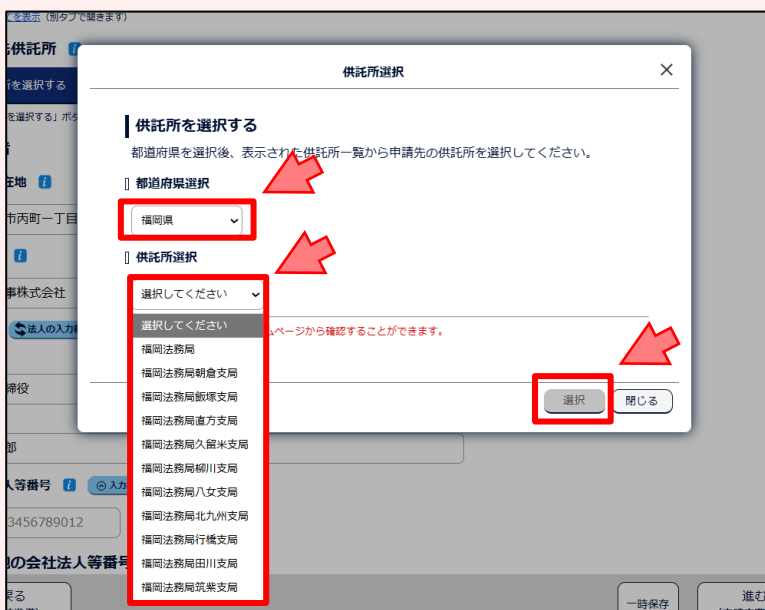 を表示（別タブで開きます）
供託所 i
所を選択する
を選択する」ボタ
供託所選択
×
供託所を選択する
都道府県を選択後、表示された供託所一覧から申請先の供託所を選択してください。
都道府県選択
福岡県
供託所選択
選択してください
選択してください
福岡法務局
福岡法務局朝倉支局
福岡法務局飯塚支局
福岡法務局直方支局
福岡法務局久留米支局
福岡法務局柳川支局
福岡法務局八女支局
福岡法務局北九州支局
福岡法務局行橋支局
福岡法務局田川支局
福岡法務局筑紫支局
ムページから確認することができます。
選択
閉じる
在地 i
市丙町一丁目
i
事株式会社
法人の入力
締役
郎
人等番号 i
入力
3456789012
の会社法人等番号
戻る
一時保存
進む